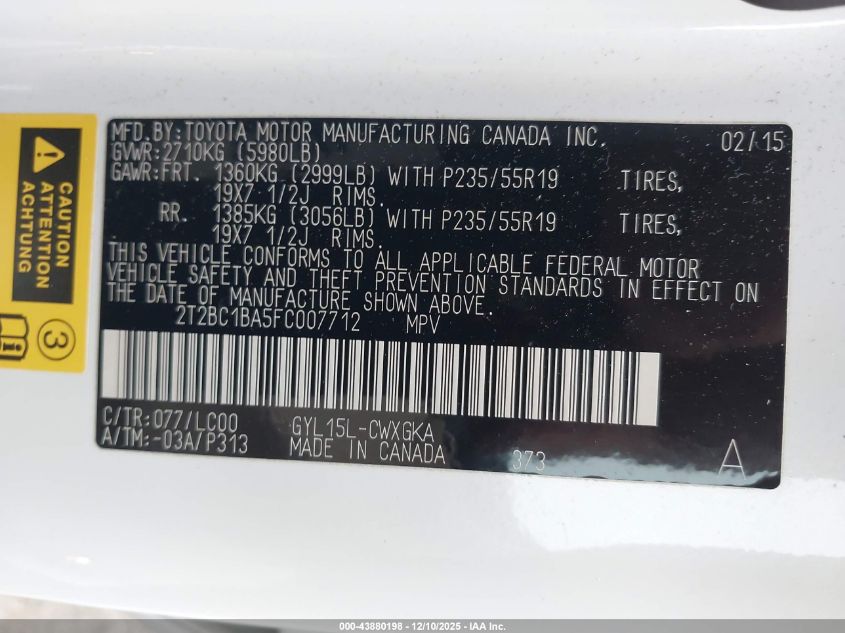 MFD.BY:TOYOTA MOTOR MANUFACTURING CANADA INC. 02/15
GVWR:2710KG (5980LB)
GAWR:FRT. 1360KG (2999LB) WITH P235/55R19 TIRES,
19X7 1/2J RIMS.
RR. 1385KG (3056LB) WITH P235/55R19 TIRES,
19X7 1/2J RIMS.
THIS VEHICLE CONFORMS TO ALL APPLICABLE FEDERAL MOTOR
VEHICLE SAFETY AND THEFT PREVENTION STANDARDS IN EFFECT ON
THE DATE OF MANUFACTURE SHOWN ABOVE.
2T2BC1BA5FC007712 MPV
C/TR:077/LC00 GYL15L-CWXGKA
A/TM:-03A/P313 MADE IN CANADA 373 A
ACHTUNG
ATTENTION
CAUTION
3
000-43880198 - 12/10/2025 - IAA Inc.